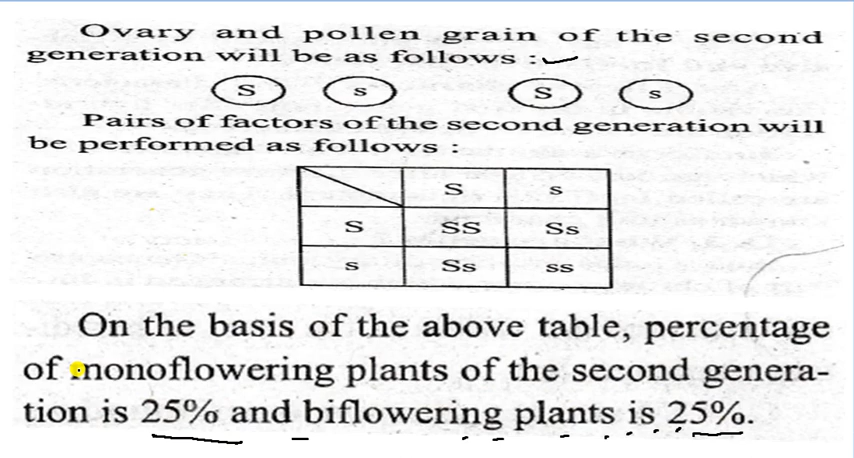 Ovary and pollen grain of the second
generation will be as follows :
S s S s
Pairs of factors of the second generation will
be performed as follows :
S s
S SS Ss
s Ss ss
On the basis of the above table, percentage
of monoflowering plants of the second genera-
tion is 25% and biflowering plants is 25%.